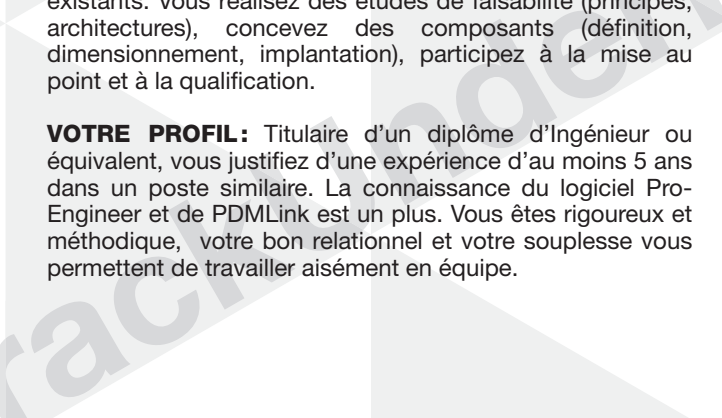 existants. Vous réalisez des études de faisabilité (principes,
architectures), concevez des composants (définition,
dimensionnement, implantation), participez à la mise au
point et à la qualification.
VOTRE PROFIL: Titulaire d'un diplôme d'Ingénieur ou
équivalent, vous justifiez d'une expérience d'au moins 5 ans
dans un poste similaire. La connaissance du logiciel Pro-
Engineer et de PDMLink est un plus. Vous êtes rigoureux et
méthodique, votre bon relationnel et votre souplesse vous
permettent de travailler aisément en équipe.